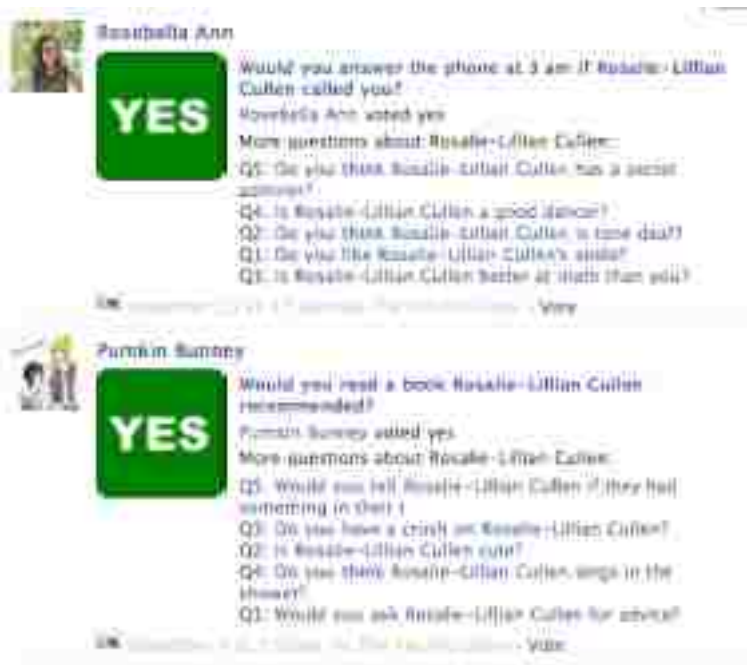 Rosebella Ann
YES
Would you answer the phone at 3 am if Rosalie-Lillian
Cullen called you?
Rosebella Ann voted yes
More questions about Rosalie-Lillian Cullen:
Q5: Do you think Rosalie-Lillian Cullen has a secret
Q4: Is Rosalie-Lillian Cullen a good dancer?
Q2: Do you think Rosalie-Lillian Cullen is tone deaf?
Q1: Do you like Rosalie-Lillian Cullen's smile?
Q3: Is Rosalie-Lillian Cullen better at math than you?
Vote
Pumkin Bunney
YES
Would you read a book Rosalie-Lillian Cullen
recommended?
Pumkin Bunney voted yes
More questions about Rosalie-Lillian Cullen:
Q5: Would you tell Rosalie-Lillian Cullen if they had
something in their t
Q3: Do you have a crush on Rosalie-Lillian Cullen?
Q2: Is Rosalie-Lillian Cullen cute?
Q4: Do you think Rosalie-Lillian Cullen sings in the
shower?
Q1: Would you ask Rosalie-Lillian Cullen for advice?
Vote